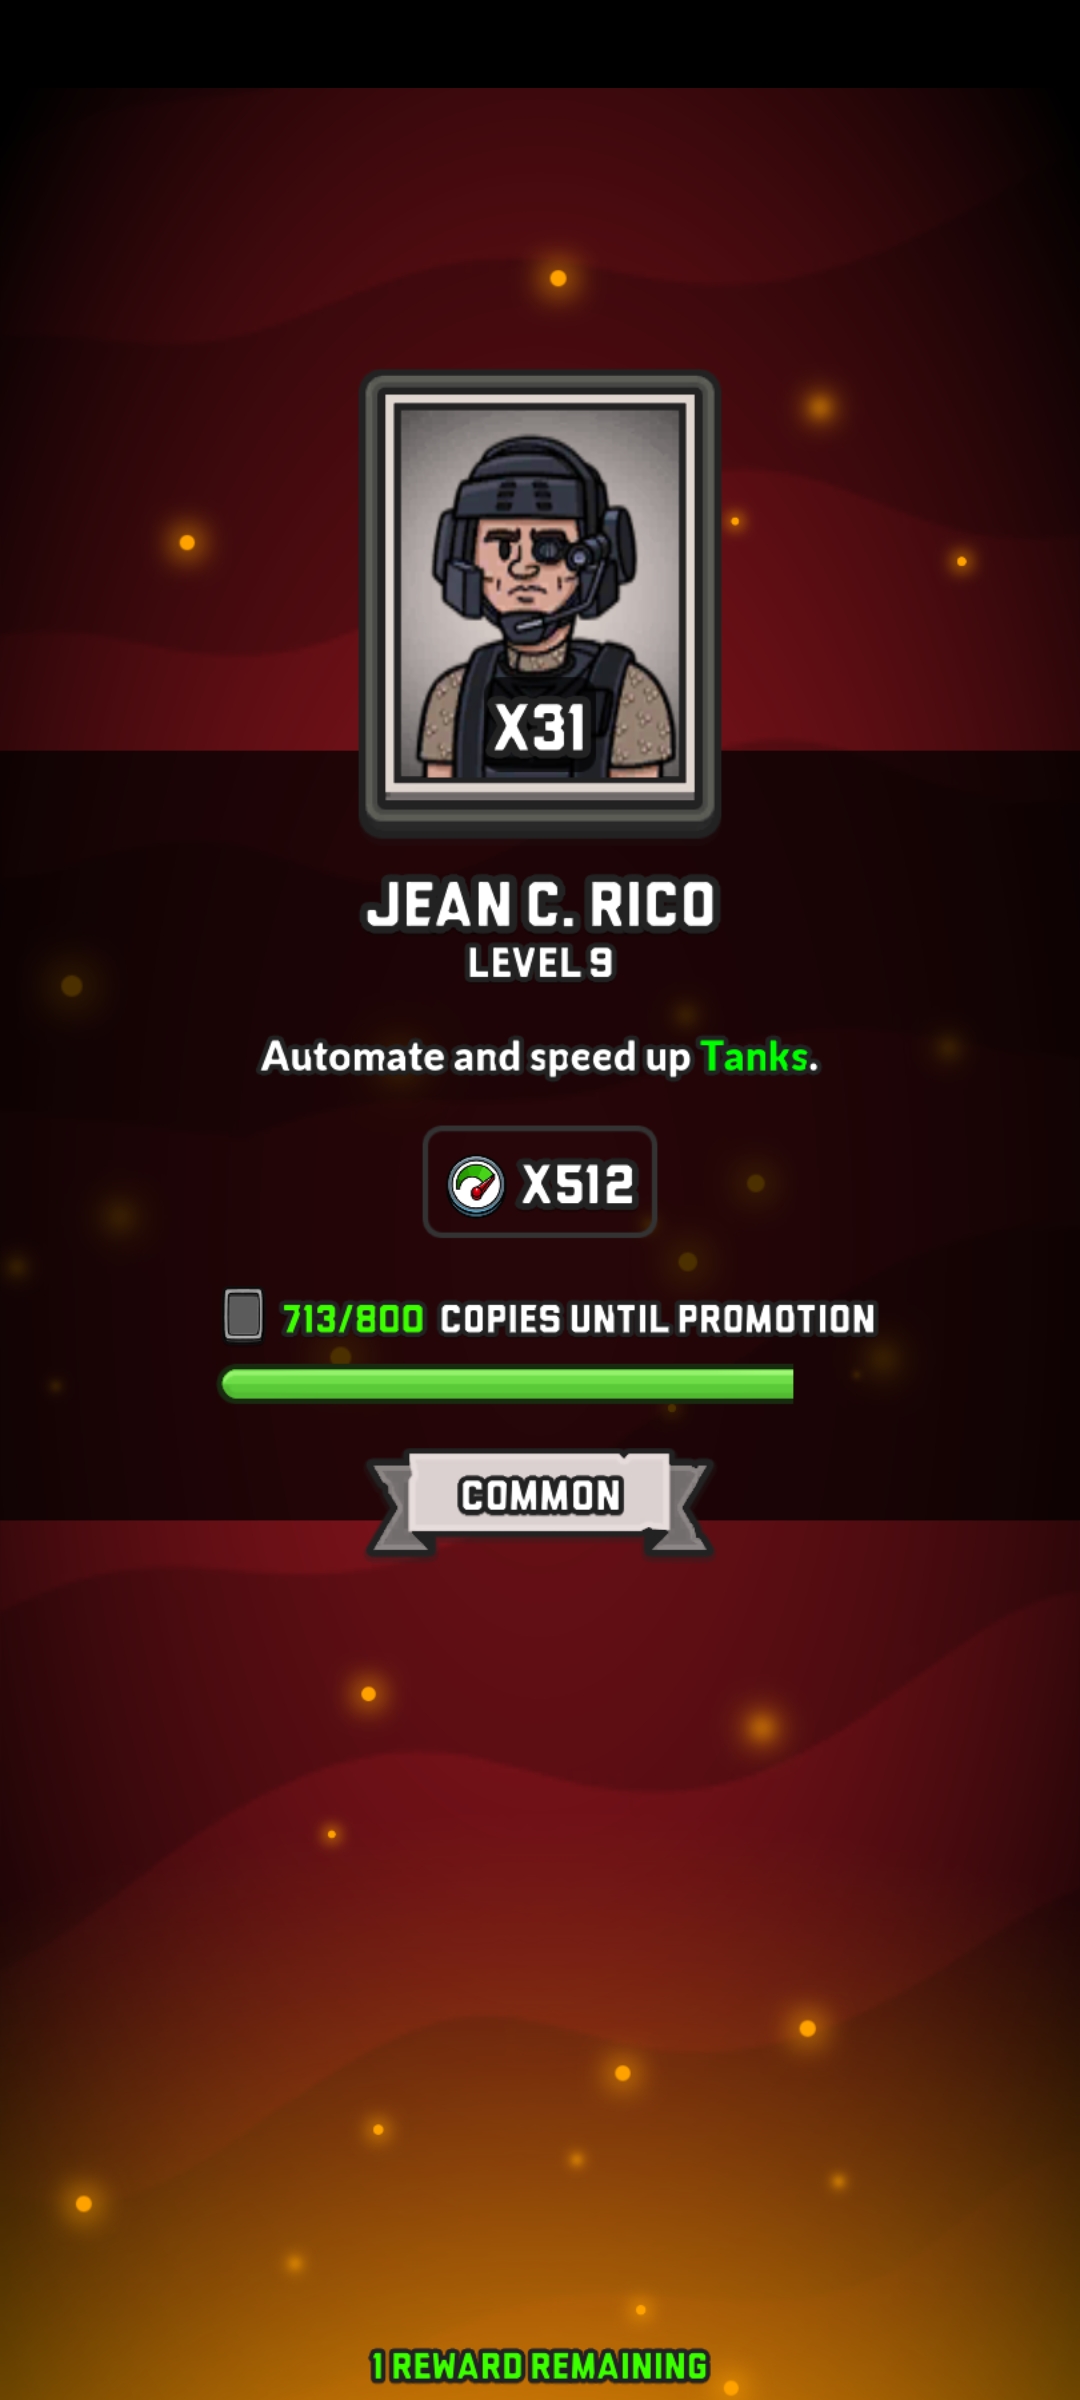 X31
JEAN C. RICO
LEVEL 9
Automate and speed up Tanks.
X512
713/800 COPIES UNTIL PROMOTION
COMMON
1 REWARD REMAINING